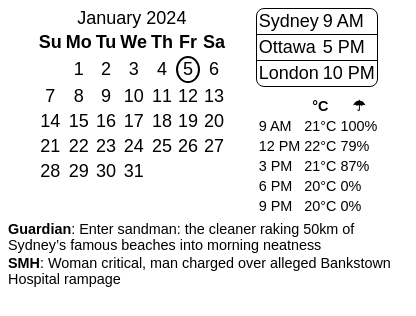 January 2024
Su Mo Tu We Th Fr Sa
1 2 3 4 5 6
7 8 9 10 11 12 13
14 15 16 17 18 19 20
21 22 23 24 25 26 27
28 29 30 31
Sydney 9 AM
Ottawa 5 PM
London 10 PM
°C ☂
9 AM 21°C 100%
12 PM 22°C 79%
3 PM 21°C 87%
6 PM 20°C 0%
9 PM 20°C 0%
Guardian: Enter sandman: the cleaner raking 50km of
Sydney’s famous beaches into morning neatness
SMH: Woman critical, man charged over alleged Bankstown
Hospital rampage